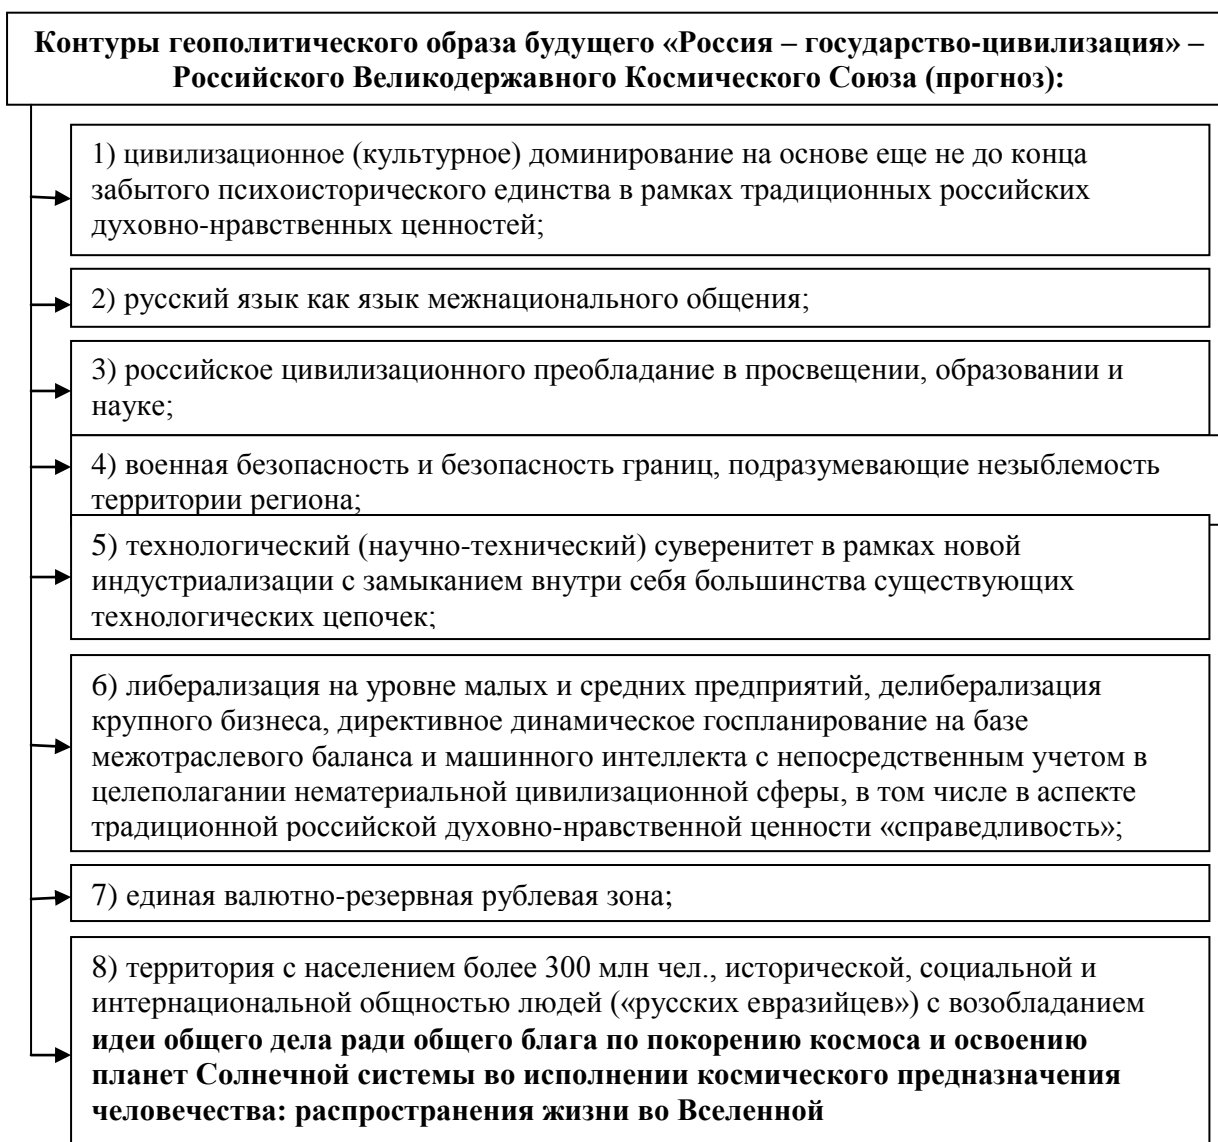 Контуры геополитического образа будущего «Россия – государство-цивилизация» –
Российского Великодержавного Космического Союза (прогноз):
1) цивилизационное (культурное) доминирование на основе еще не до конца
забытого психоисторического единства в рамках традиционных российских
духовно-нравственных ценностей;
2) русский язык как язык межнационального общения;
3) российское цивилизационного преобладание в просвещении, образовании и
науке;
4) военная безопасность и безопасность границ, подразумевающие незыблемость
территории региона;
5) технологический (научно-технический) суверенитет в рамках новой
индустриализации с замыканием внутри себя большинства существующих
технологических цепочек;
6) либерализация на уровне малых и средних предприятий, делиберализация
крупного бизнеса, директивное динамическое госпланирование на базе
межотраслевого баланса и машинного интеллекта с непосредственным учетом в
целеполагании нематериальной цивилизационной сферы, в том числе в аспекте
традиционной российской духовно-нравственной ценности «справедливость»;
7) единая валютно-резервная рублевая зона;
8) территория с населением более 300 млн чел., исторической, социальной и
интернациональной общностью людей («русских евразийцев») с возобладанием
идеи общего дела ради общего блага по покорению космоса и освоению
планет Солнечной системы во исполнении космического предназначения
человечества: распространения жизни во Вселенной